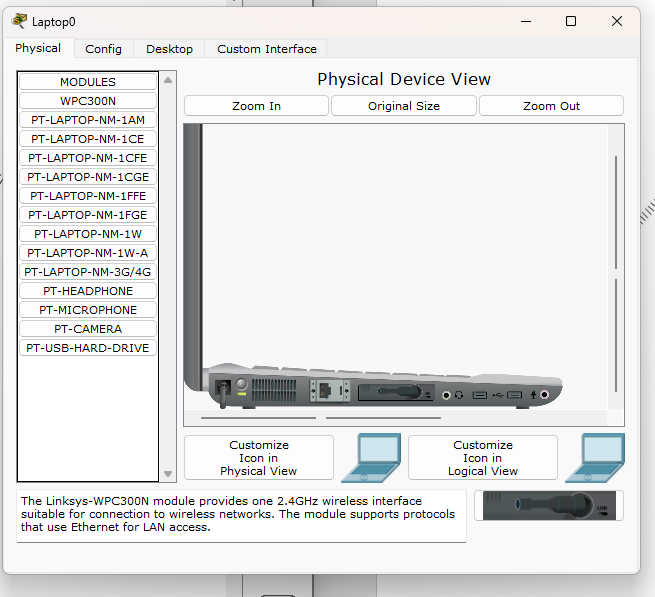 Laptop0
Physical
Config
Desktop
Custom Interface
MODULES
WPC300N
PT-LAPTOP-NM-1AM
PT-LAPTOP-NM-1CE
PT-LAPTOP-NM-1CFE
PT-LAPTOP-NM-1CGE
PT-LAPTOP-NM-1FFE
PT-LAPTOP-NM-1FGE
PT-LAPTOP-NM-1W
PT-LAPTOP-NM-1W-A
PT-LAPTOP-NM-3G/4G
PT-HEADPHONE
PT-MICROPHONE
PT-CAMERA
PT-USB-HARD-DRIVE
Physical Device View
Zoom In
Original Size
Zoom Out
Customize
Icon in
Physical View
Customize
Icon in
Logical View
The Linksys-WPC300N module provides one 2.4GHz wireless interface
suitable for connection to wireless networks. The module supports protocols
that use Ethernet for LAN access.
LINK